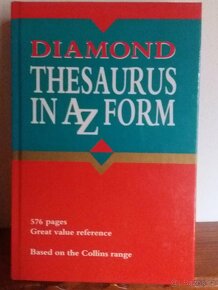 DIAMOND
THESAURUS
IN AZ FORM
576 pages
Great value reference
Based on the Collins range